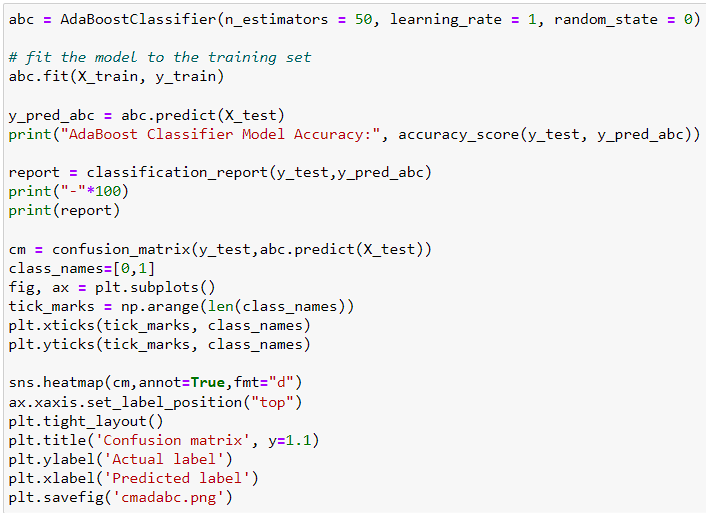 abc = AdaBoostClassifier(n_estimators = 50, learning_rate = 1, random_state = 0)
# fit the model to the training set
abc.fit(X_train, y_train)
y_pred_abc = abc.predict(X_test)
print("AdaBoost Classifier Model Accuracy:", accuracy_score(y_test, y_pred_abc))
report = classification_report(y_test,y_pred_abc)
print("-"*100)
print(report)
cm = confusion_matrix(y_test,abc.predict(X_test))
class_names=[0,1]
fig, ax = plt.subplots()
tick_marks = np.arange(len(class_names))
plt.xticks(tick_marks, class_names)
plt.yticks(tick_marks, class_names)
sns.heatmap(cm,annot=True,fmt="d")
ax.xaxis.set_label_position("top")
plt.tight_layout()
plt.title('Confusion matrix', y=1.1)
plt.ylabel('Actual label')
plt.xlabel('Predicted label')
plt.savefig('cmadabc.png')